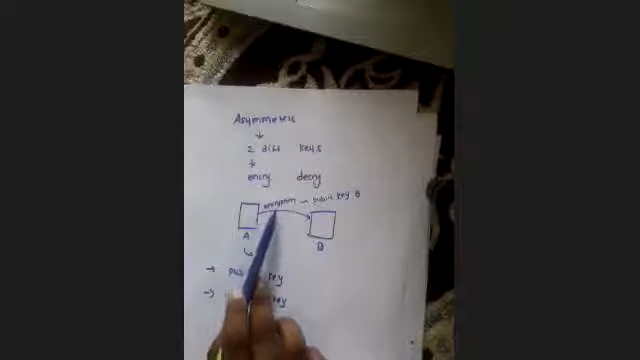 Asymmetric
2 diff keys
encry decry
encryption - public key B
A
B
key
key